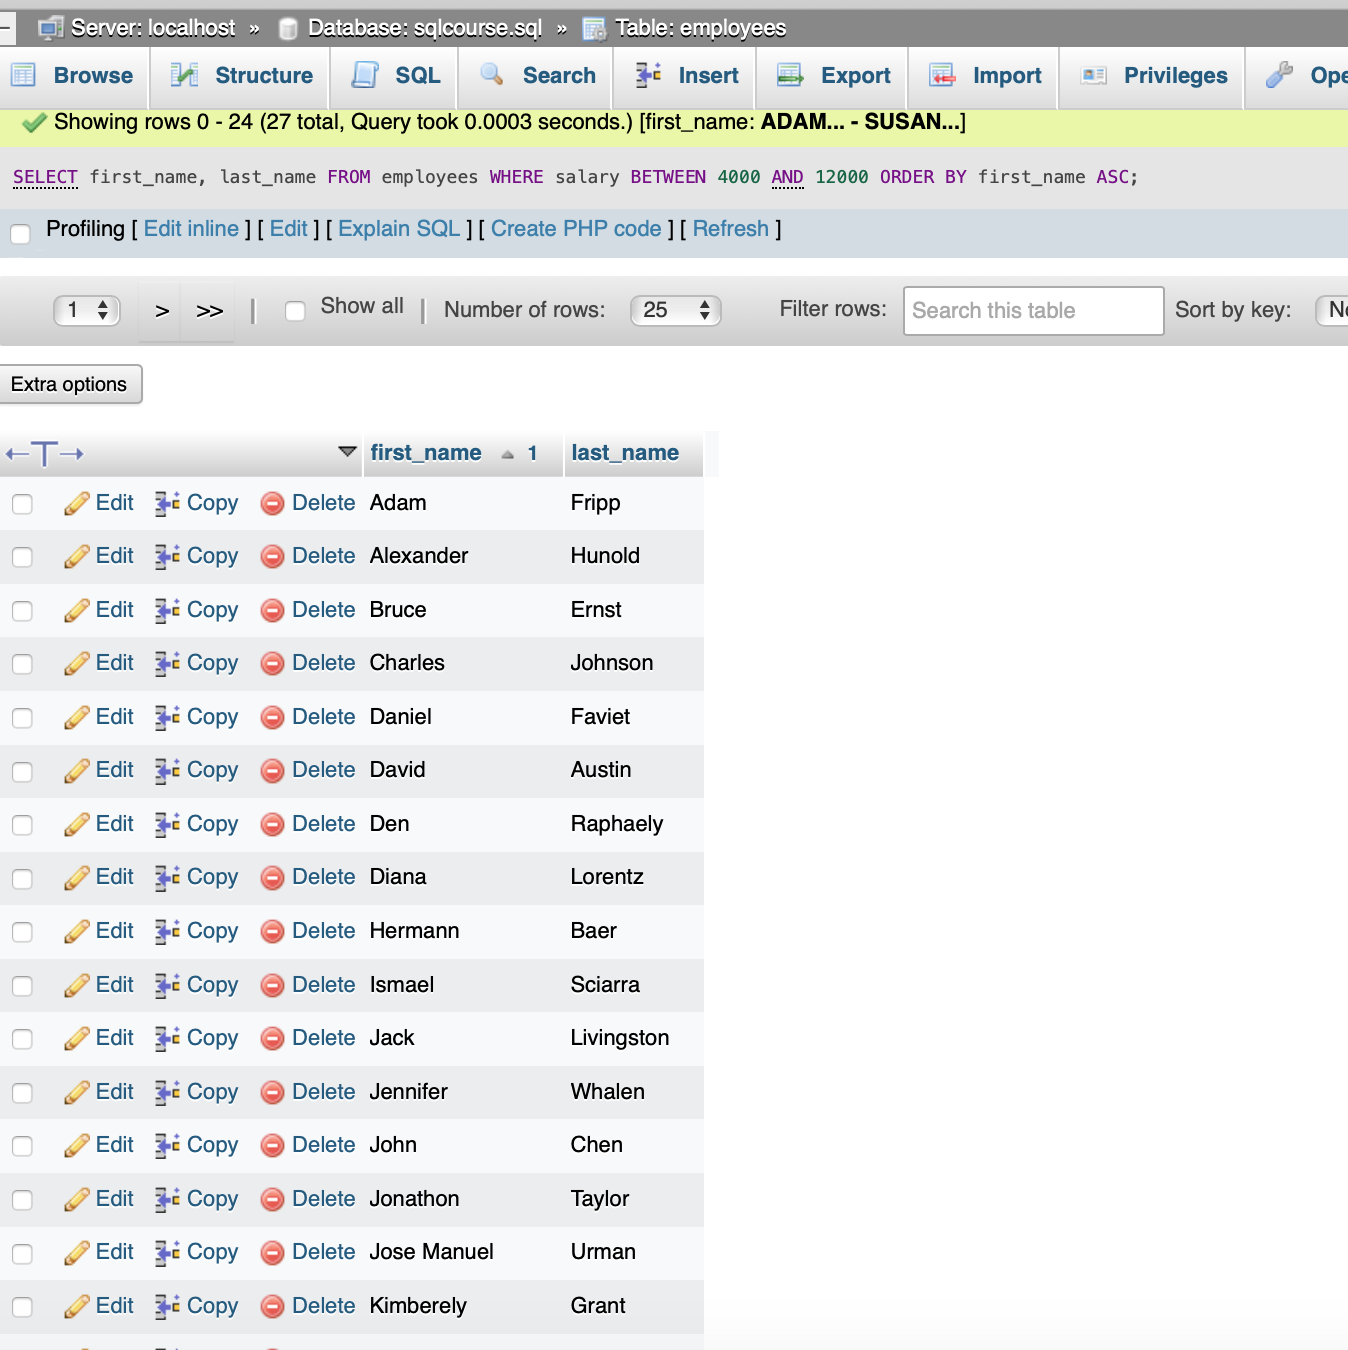 Server: localhost » Database: sqlcourse.sql » Table: employees
Browse Structure SQL Search Insert Export Import Privileges
Showing rows 0 - 24 (27 total, Query took 0.0003 seconds.) [first_name: ADAM... - SUSAN...]
SELECT first_name, last_name FROM employees WHERE salary BETWEEN 4000 AND 12000 ORDER BY first_name ASC;
Profiling [ Edit inline ] [ Edit ] [ Explain SQL ] [ Create PHP code ] [ Refresh ]
1 > >> | Show all | Number of rows: 25 Filter rows: Search this table Sort by key:
Extra options
←T→ first_name 1 last_name
Edit Copy Delete Adam Fripp
Edit Copy Delete Alexander Hunold
Edit Copy Delete Bruce Ernst
Edit Copy Delete Charles Johnson
Edit Copy Delete Daniel Faviet
Edit Copy Delete David Austin
Edit Copy Delete Den Raphaely
Edit Copy Delete Diana Lorentz
Edit Copy Delete Hermann Baer
Edit Copy Delete Ismael Sciarra
Edit Copy Delete Jack Livingston
Edit Copy Delete Jennifer Whalen
Edit Copy Delete John Chen
Edit Copy Delete Jonathon Taylor
Edit Copy Delete Jose Manuel Urman
Edit Copy Delete Kimberely Grant